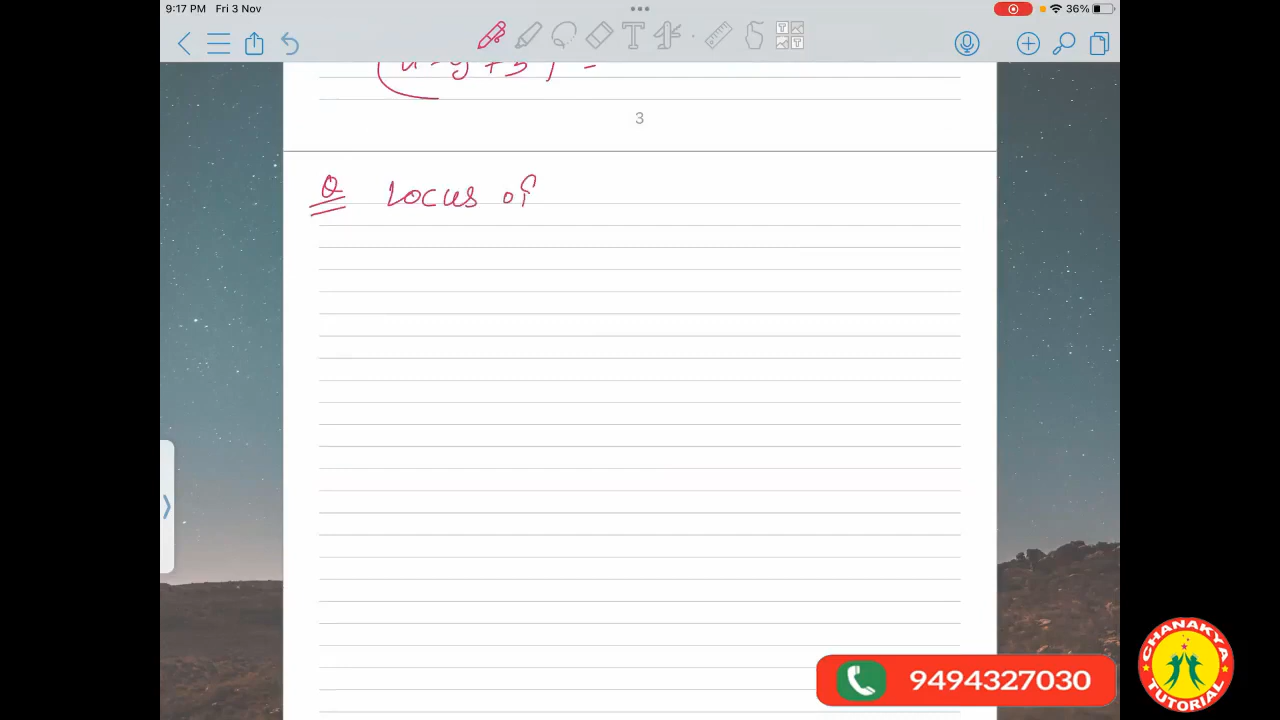 9:17 PM Fri 3 Nov
36%
3
Q Locus of
9494327030
CHANAKYA
TUTORIAL